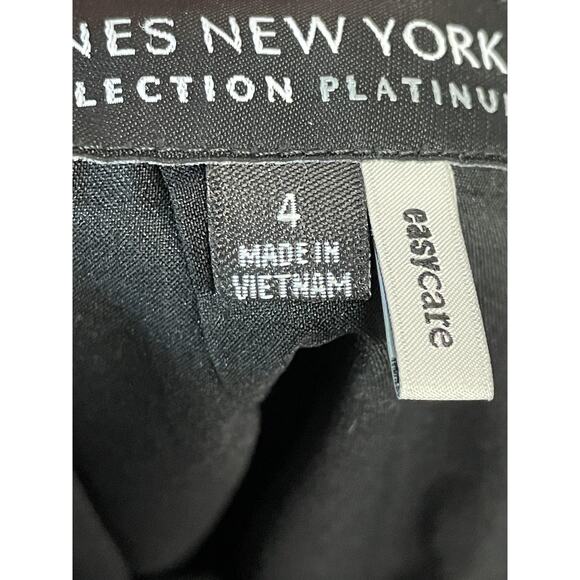 NES NEW YORK
LECTION PLATINU
4
MADE IN
VIETNAM
easycare